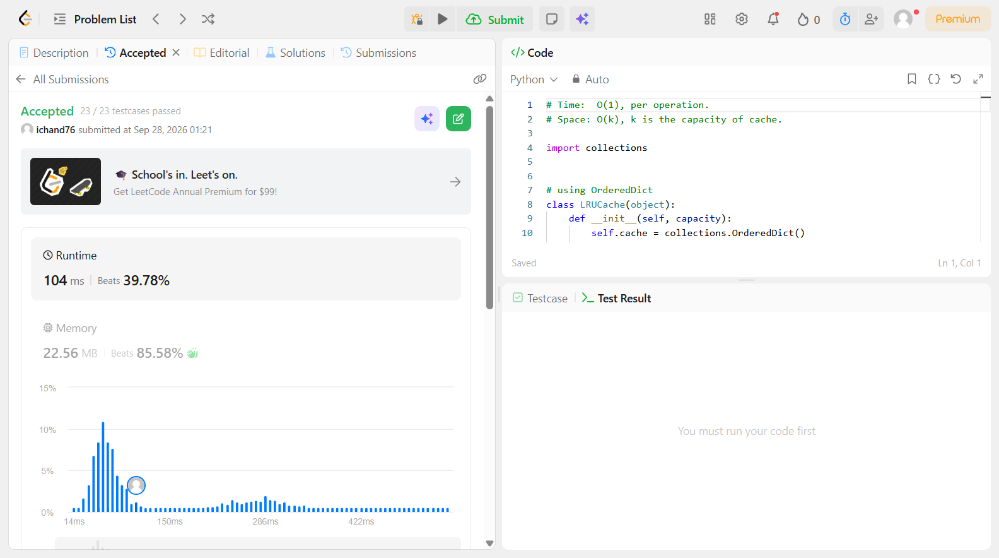 Problem List
Submit
0
Premium
Description
Accepted
Editorial
Solutions
Submissions
All Submissions
Accepted 23 / 23 testcases passed
ichand76 submitted at Sep 28, 2026 01:21
School's in. Leet's on.
Get LeetCode Annual Premium for $99!
Runtime
104 ms Beats 39.78%
Memory
22.56 MB Beats 85.58%
15%
10%
5%
0%
14ms 150ms 286ms 422ms
</> Code
Python Auto
1 # Time:  O(1), per operation.
2 # Space: O(k), k is the capacity of cache.
3
4 import collections
5
6
7 # using OrderedDict
8 class LRUCache(object):
9     def __init__(self, capacity):
10         self.cache = collections.OrderedDict()
Saved Ln 1, Col 1
Testcase
Test Result
You must run your code first